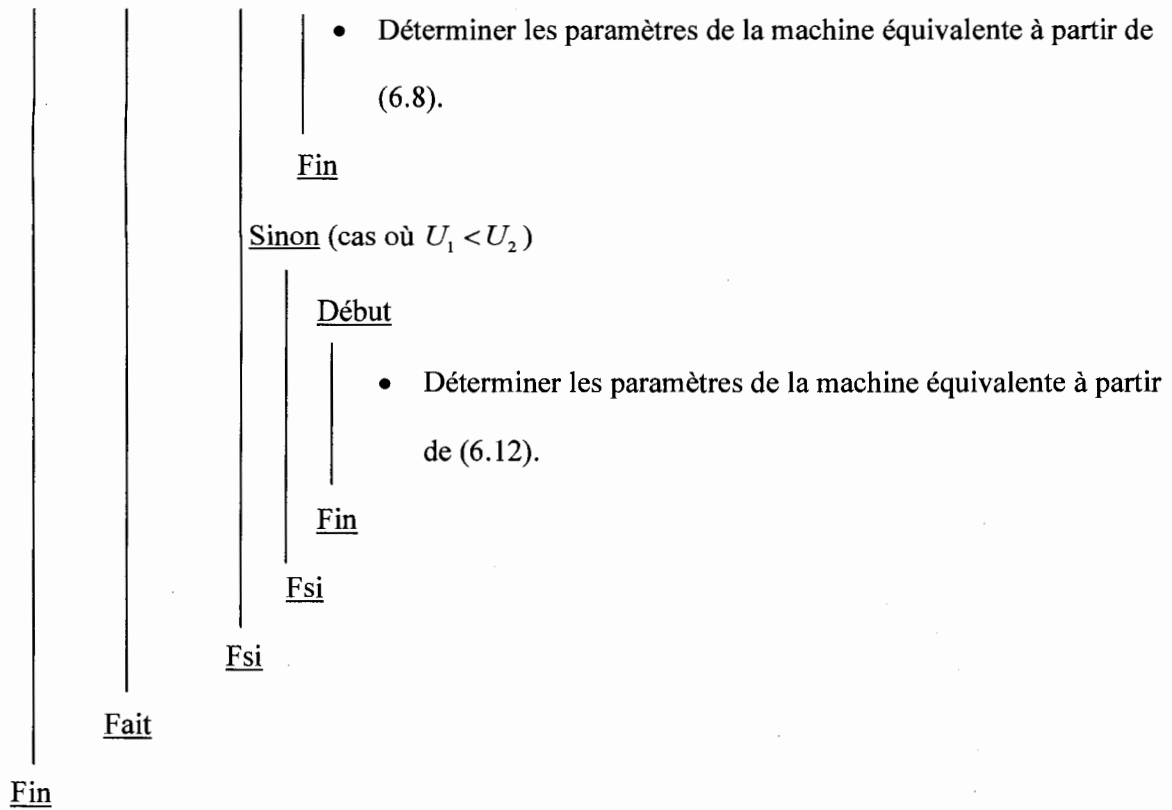 • Déterminer les paramètres de la machine équivalente à partir de
(6.8).
Fin
Sinon (cas où U₁ < U₂)
Début
• Déterminer les paramètres de la machine équivalente à partir
de (6.12).
Fin
Fsi
Fsi
Fait
Fin